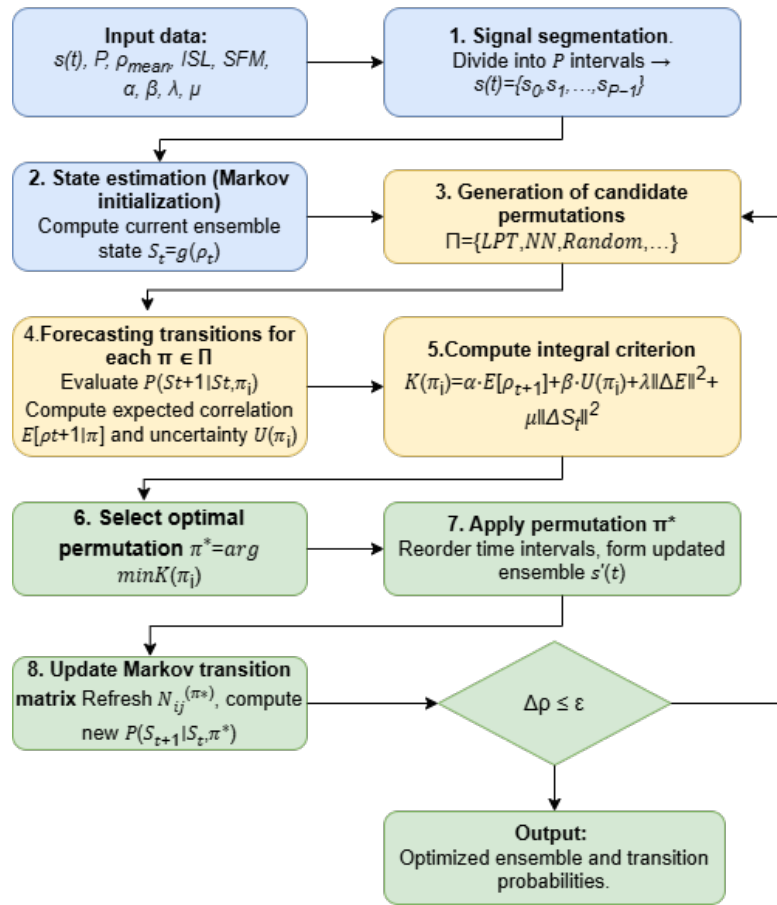 Input data:
s(t), P, ρmean, ISL, SFM,
α, β, λ, μ
1. Signal segmentation.
Divide into P intervals →
s(t)={s0,s1,…,sP−1}
2. State estimation (Markov
initialization)
Compute current ensemble
state St=g(ρt)
3. Generation of candidate
permutations
Π={LPT,NN,Random,…}
4.Forecasting transitions for
each π ∈ Π
Evaluate P(St+1|St,πi)
Compute expected correlation
E[ρt+1|π] and uncertainty U(πi)
5.Compute integral criterion
K(πi)=α·E[ρt+1]+β·U(πi)+λ‖ΔE‖²+
μ‖ΔSt‖²
6. Select optimal
permutation π*=arg
minK(πi)
7. Apply permutation π*
Reorder time intervals, form updated
ensemble s'(t)
8. Update Markov transition
matrix Refresh Nij(π*), compute
new P(St+1|St,π*)
Δρ ≤ ε
Output:
Optimized ensemble and transition
probabilities.